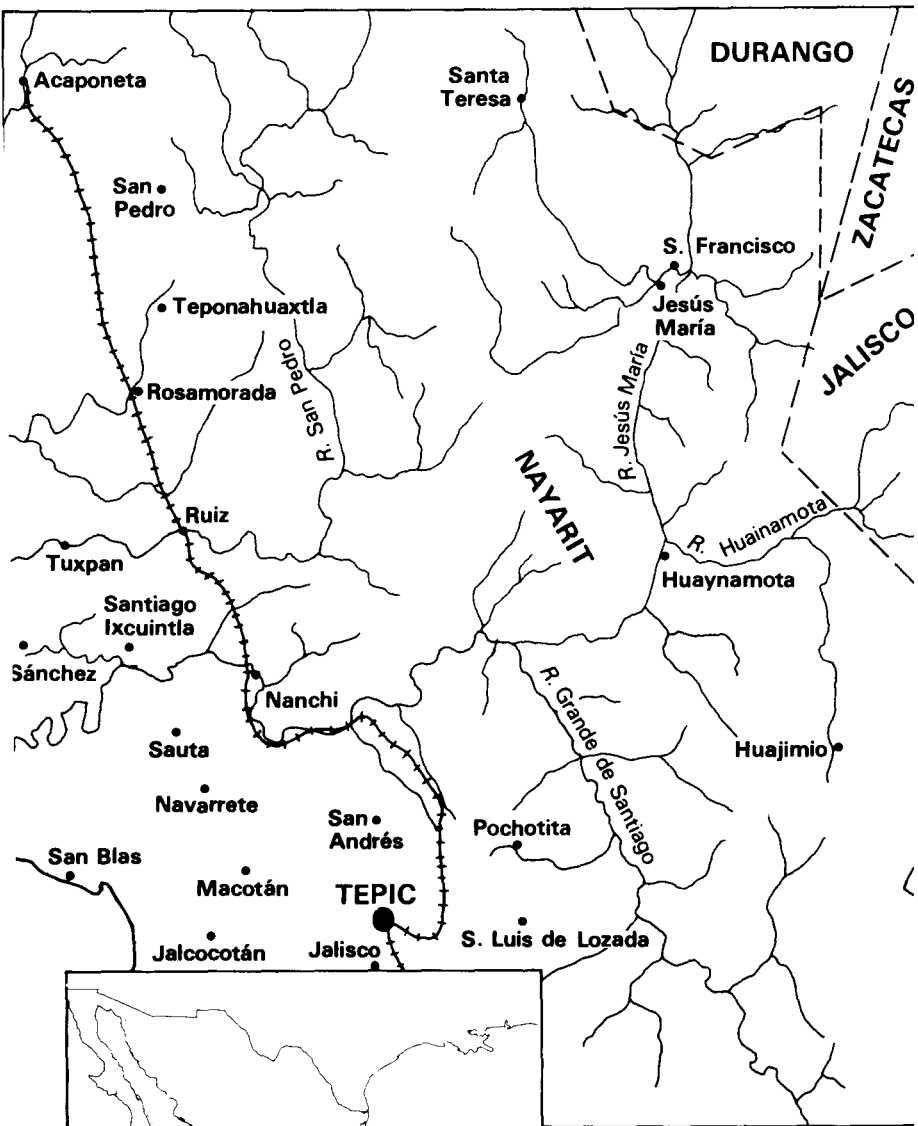 DURANGO
ZACATECAS
Acaponeta
Santa
Teresa
San
Pedro
S. Francisco
Jesús
María
Teponahuaxtla
JALISCO
R. San Pedro
R. Jesús María
Rosamorada
NAYARIT
Ruiz
R. Huainamota
Tuxpan
Huaynamota
Santiago
Ixcuintla
Sánchez
Nanchi
R. Grande de Santiago
Sauta
Huajimio
Navarrete
San
Andrés
Pochotita
San Blas
Macotán
TEPIC
S. Luis de Lozada
Jalcocotán
Jalisco